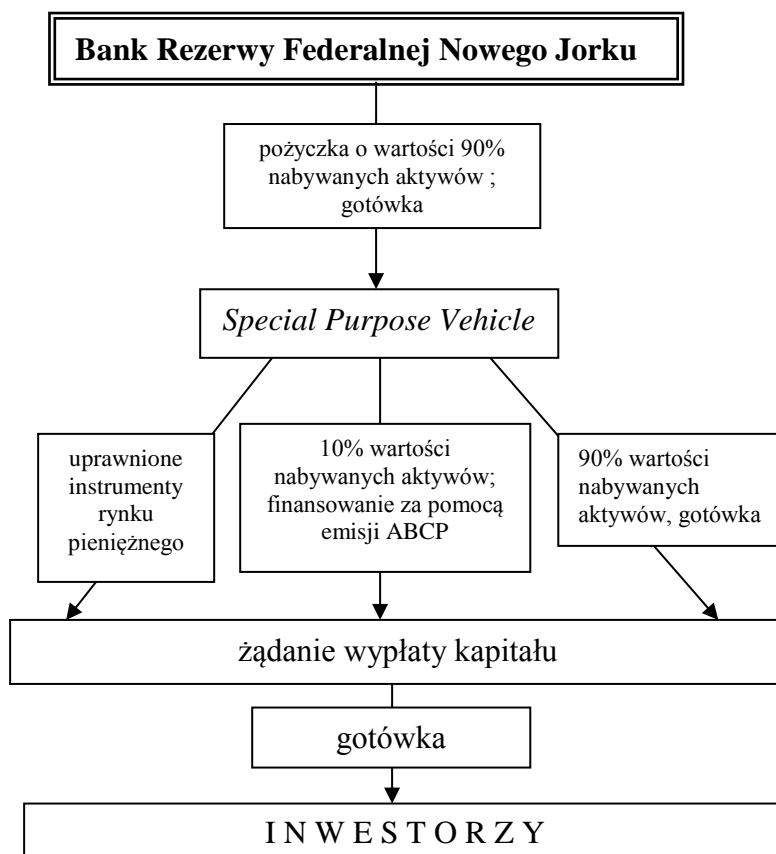 Bank Rezerwy Federalnej Nowego Jorku
pożyczka o wartości 90%
nabywanych aktywów ;
gotówka
Special Purpose Vehicle
uprawnione
instrumenty
rynku
pieniężnego
10% wartości
nabywanych aktywów;
finansowanie za pomocą
emisji ABCP
90% wartości
nabywanych
aktywów, gotówka
żądanie wypłaty kapitału
gotówka
I N W E S T O R Z Y